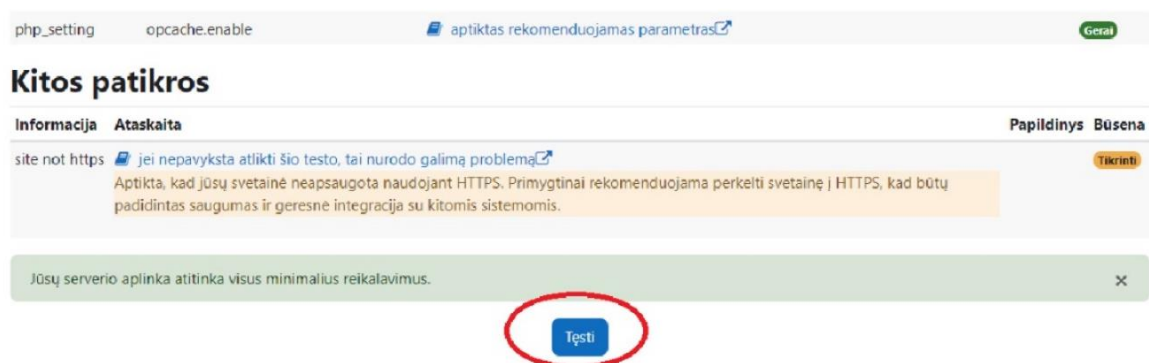 php_setting opcache.enable aptiktas rekomenduojamas parametras Gerai
Kitos patikros
Informacija Ataskaita Papildinys Būsena
site not https jei nepavyksta atlikti šio testo, tai nurodo galimą problemą Tikrinti
Aptikta, kad jūsų svetainė neapsaugota naudojant HTTPS. Primygtinai rekomenduojama perkelti svetainę į HTTPS, kad būtų
padidintas saugumas ir geresnė integracija su kitomis sistemomis.
Jūsų serverio aplinka atitinka visus minimalius reikalavimus. ×
Tęsti